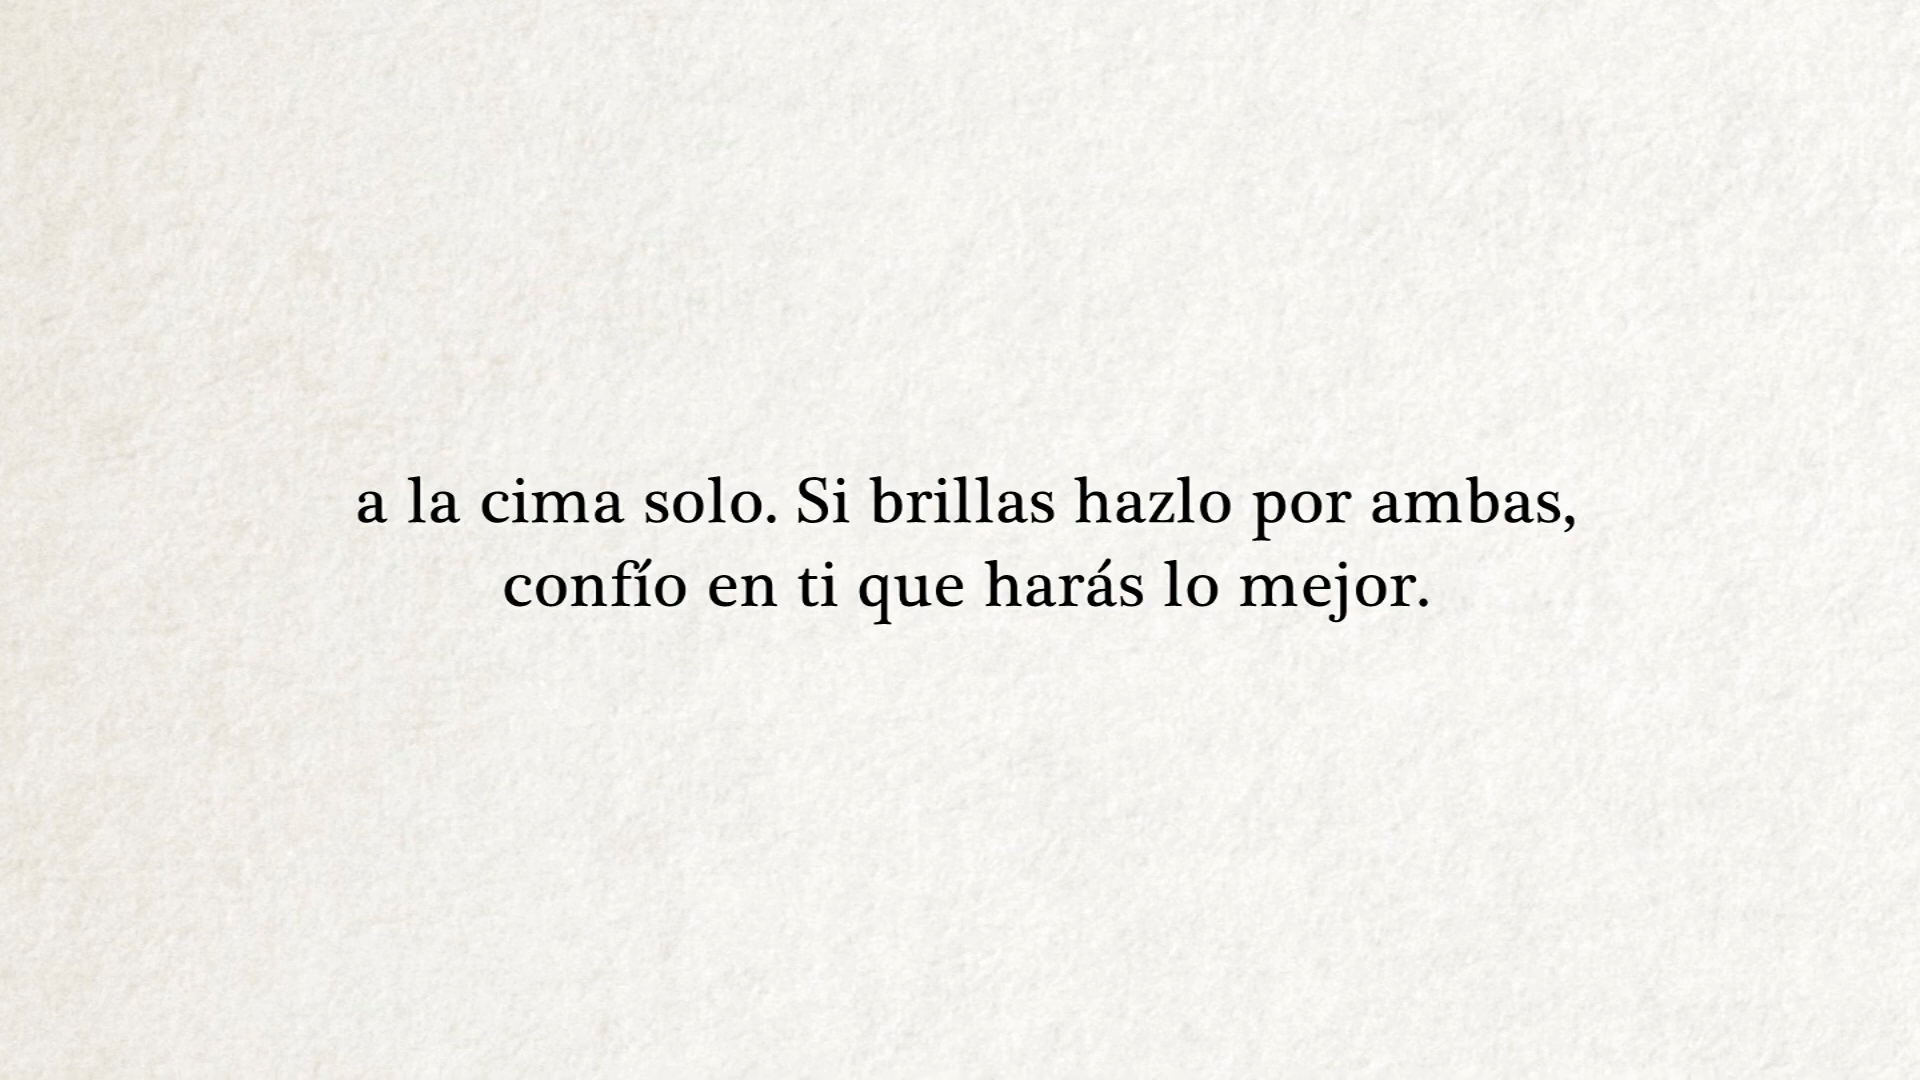 a la cima solo. Si brillas hazlo por ambas,
confío en ti que harás lo mejor.